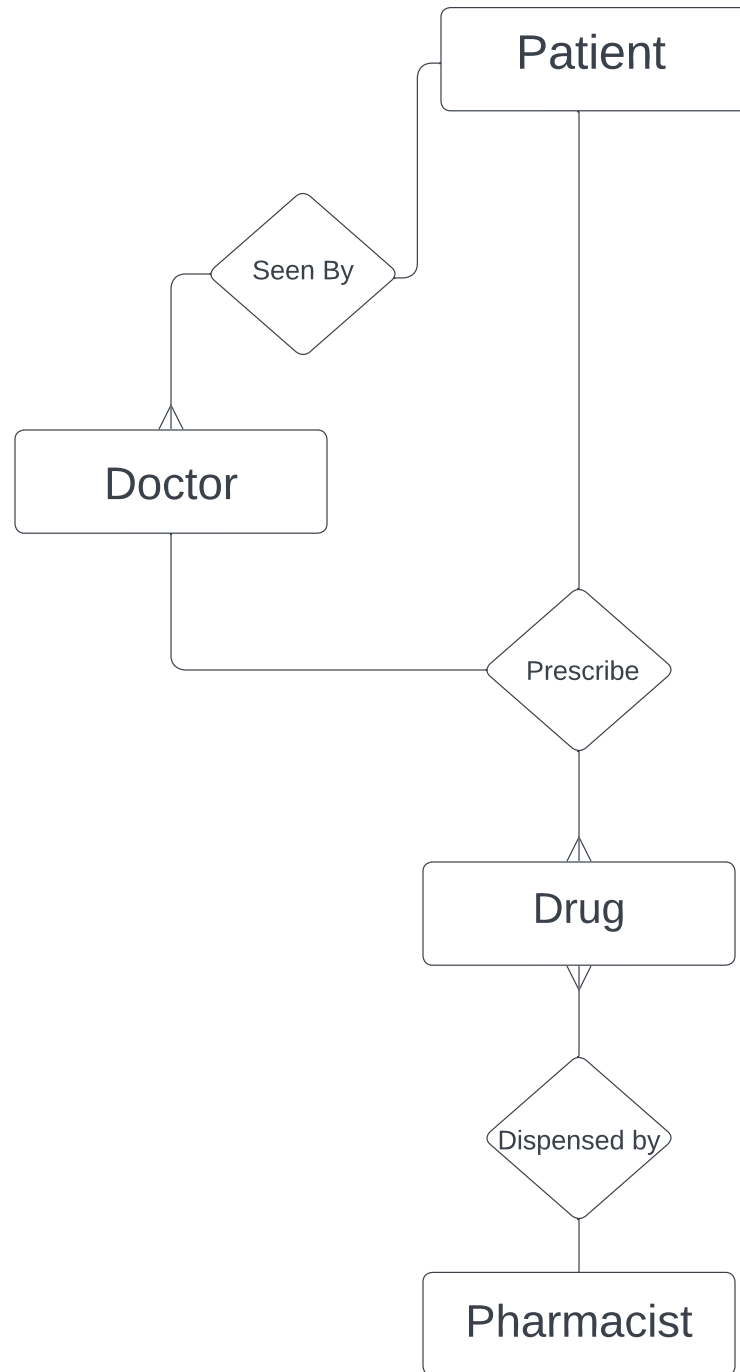 Patient
Seen By
Doctor
Prescribe
Drug
Dispensed by
Pharmacist